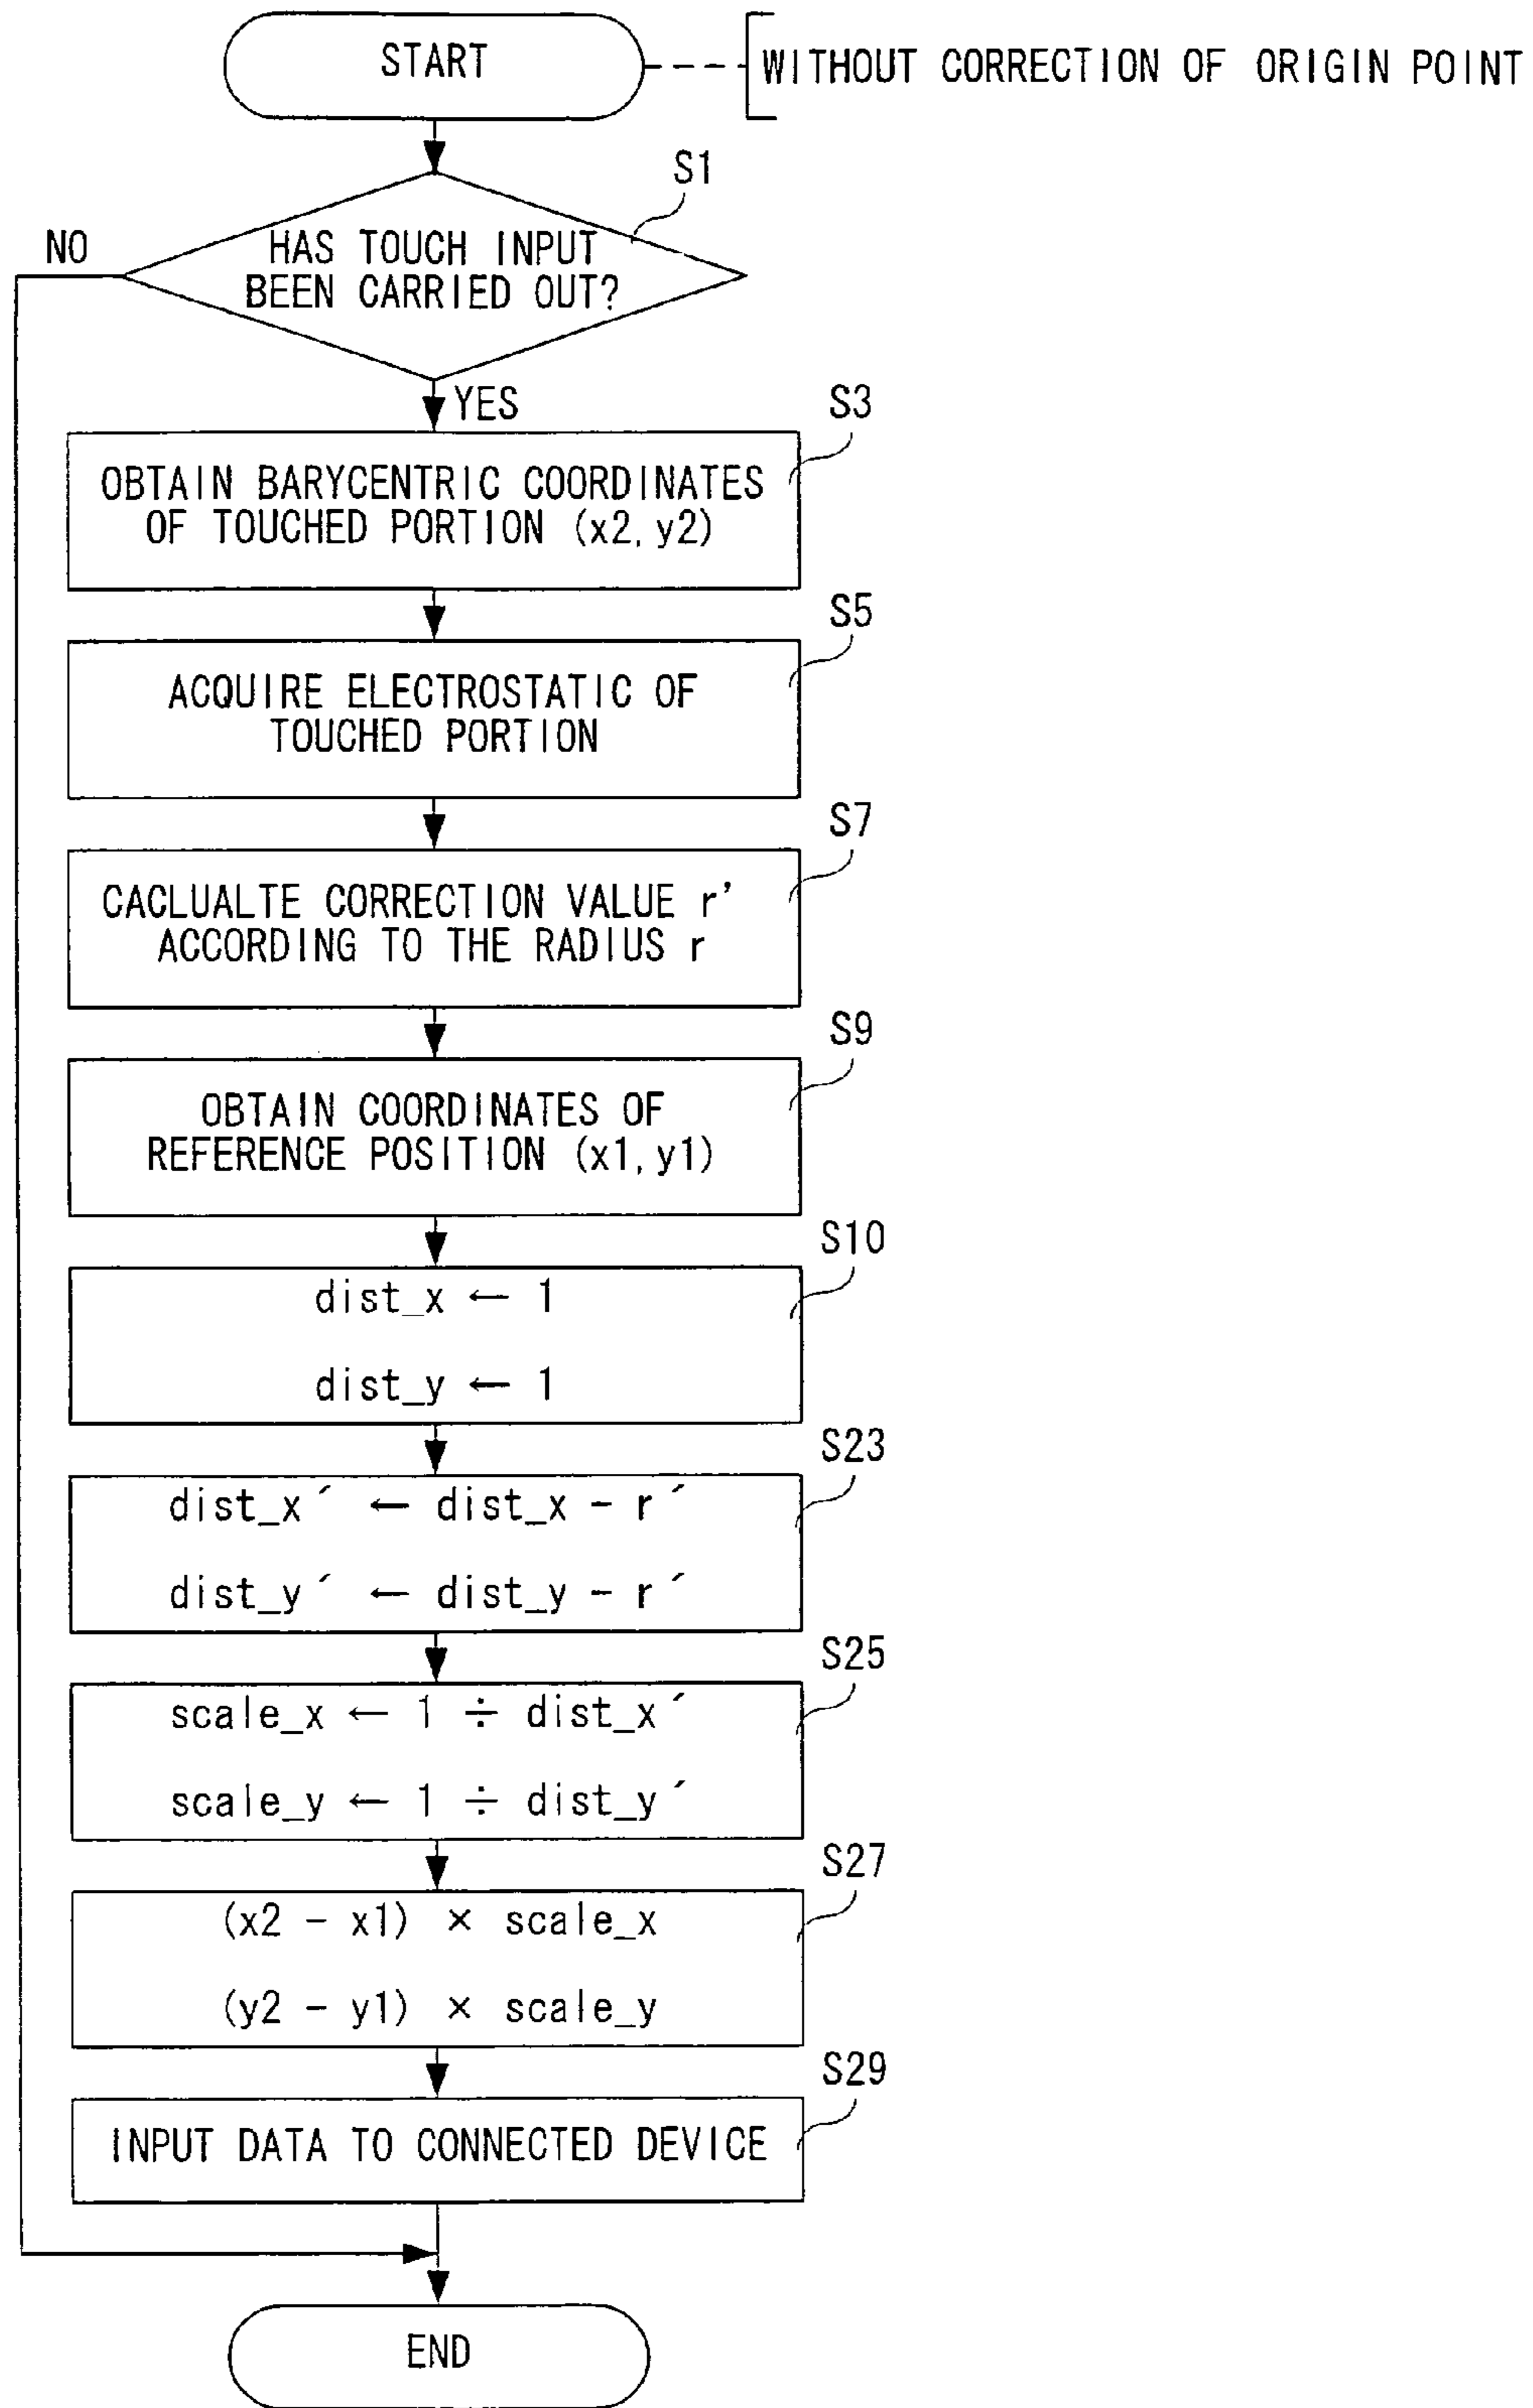 START
WITHOUT CORRECTION OF ORIGIN POINT
S1
NO
HAS TOUCH INPUT
BEEN CARRIED OUT?
YES
S3
OBTAIN BARYCENTRIC COORDINATES
OF TOUCHED PORTION (x2, y2)
S5
ACQUIRE ELECTROSTATIC OF
TOUCHED PORTION
S7
CACLUALTE CORRECTION VALUE r'
ACCORDING TO THE RADIUS r
S9
OBTAIN COORDINATES OF
REFERENCE POSITION (x1, y1)
S10
dist_x ← 1
dist_y ← 1
S23
dist_x´ ← dist_x - r´
dist_y´ ← dist_y - r´
S25
scale_x ← 1 ÷ dist_x´
scale_y ← 1 ÷ dist_y´
S27
(x2 - x1) × scale_x
(y2 - y1) × scale_y
S29
INPUT DATA TO CONNECTED DEVICE
END